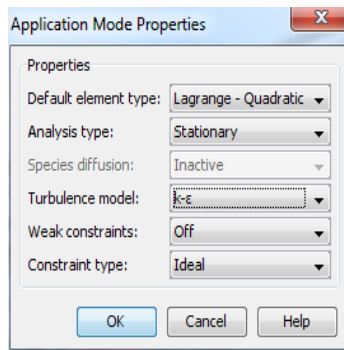 Application Mode Properties
Properties
Default element type: Lagrange - Quadratic
Analysis type: Stationary
Species diffusion: Inactive
Turbulence model: k-ε
Weak constraints: Off
Constraint type: Ideal
OK Cancel Help